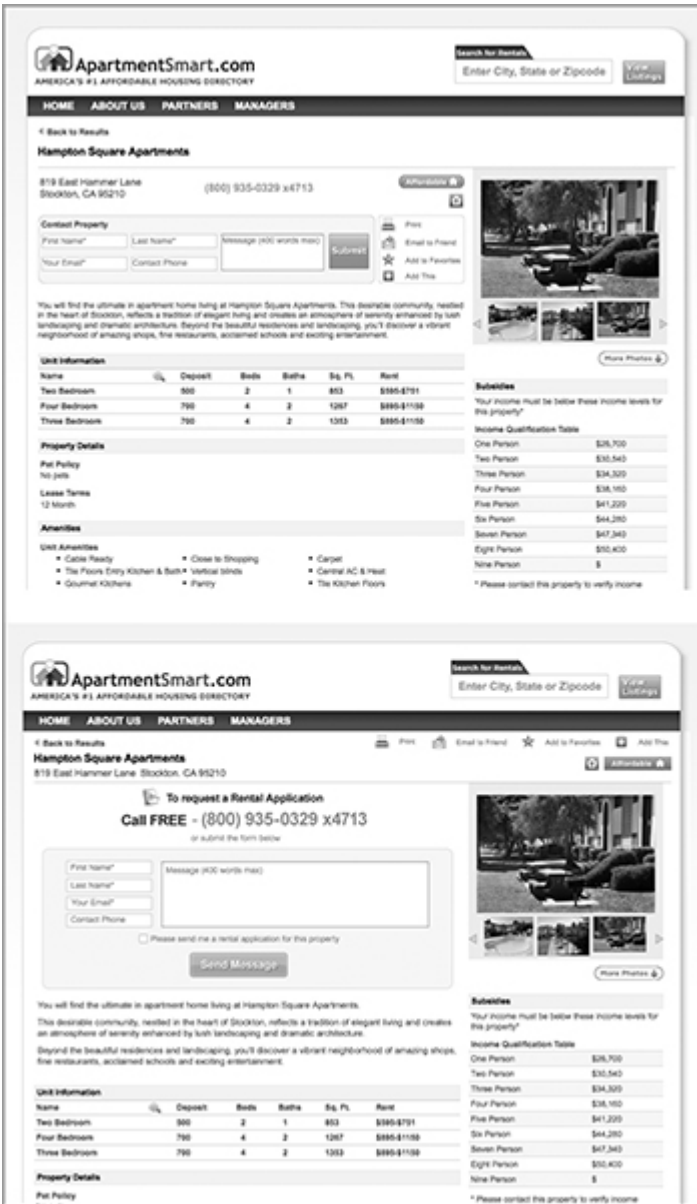 ApartmentSmart.com
AMERICA'S #1 AFFORDABLE HOUSING DIRECTORY
Search for Rentals
Enter City, State or Zipcode
View Listings
HOME ABOUT US PARTNERS MANAGERS
< Back to Results
Hampton Square Apartments
819 East Hammer Lane
Stockton, CA 95210
(800) 935-0329 x4713
Affordable
Contact Property
First Name* Last Name* Message (400 words max)
Your Email* Contact Phone
Submit
Print
Email to Friend
Add to Favorites
Add This
You will find the ultimate in apartment home living at Hampton Square Apartments. This desirable community, nestled
in the heart of Stockton, reflects a tradition of elegant living and creates an atmosphere of serenity enhanced by lush
landscaping and dramatic architecture. Beyond the beautiful residences and landscaping, you'll discover a vibrant
neighborhood of amazing shops, fine restaurants, acclaimed schools and exciting entertainment.
More Photos
Unit Information
Name Deposit Beds Baths Sq. Ft. Rent
Two Bedroom 500 2 1 853 $595-$751
Four Bedroom 700 4 2 1267 $895-$1150
Three Bedroom 700 4 2 1353 $895-$1150
Property Details
Pet Policy
No pets
Lease Terms
12 Month
Amenities
Unit Amenities
Cable Ready Close to Shopping Carpet
Tile Floors Entry Kitchen & Bath Vertical blinds Central AC & Heat
Gourmet Kitchens Pantry Tile Kitchen Floors
Subsidies
Your income must be below these income levels for
this property*
Income Qualification Table
One Person $26,700
Two Person $30,540
Three Person $34,320
Four Person $38,160
Five Person $41,220
Six Person $44,280
Seven Person $47,340
Eight Person $50,400
Nine Person $
* Please contact this property to verify income
ApartmentSmart.com
AMERICA'S #1 AFFORDABLE HOUSING DIRECTORY
Search for Rentals
Enter City, State or Zipcode
View Listings
HOME ABOUT US PARTNERS MANAGERS
< Back to Results
Print Email to Friend Add to Favorites Add This
Hampton Square Apartments
819 East Hammer Lane Stockton, CA 95210
Affordable
To request a Rental Application
Call FREE - (800) 935-0329 x4713
or submit the form below
First Name*
Last Name*
Your Email*
Contact Phone
Message (400 words max)
Please send me a rental application for this property
Send Message
More Photos
You will find the ultimate in apartment home living at Hampton Square Apartments.
This desirable community, nestled in the heart of Stockton, reflects a tradition of elegant living and creates
an atmosphere of serenity enhanced by lush landscaping and dramatic architecture.
Beyond the beautiful residences and landscaping, you'll discover a vibrant neighborhood of amazing shops,
fine restaurants, acclaimed schools and exciting entertainment.
Unit Information
Name Deposit Beds Baths Sq. Ft. Rent
Two Bedroom 500 2 1 853 $595-$751
Four Bedroom 700 4 2 1267 $895-$1150
Three Bedroom 700 4 2 1353 $895-$1150
Property Details
Pet Policy
Subsidies
Your income must be below these income levels for
this property*
Income Qualification Table
One Person $26,700
Two Person $30,540
Three Person $34,320
Four Person $38,160
Five Person $41,220
Six Person $44,280
Seven Person $47,340
Eight Person $50,400
Nine Person $
* Please contact this property to verify income